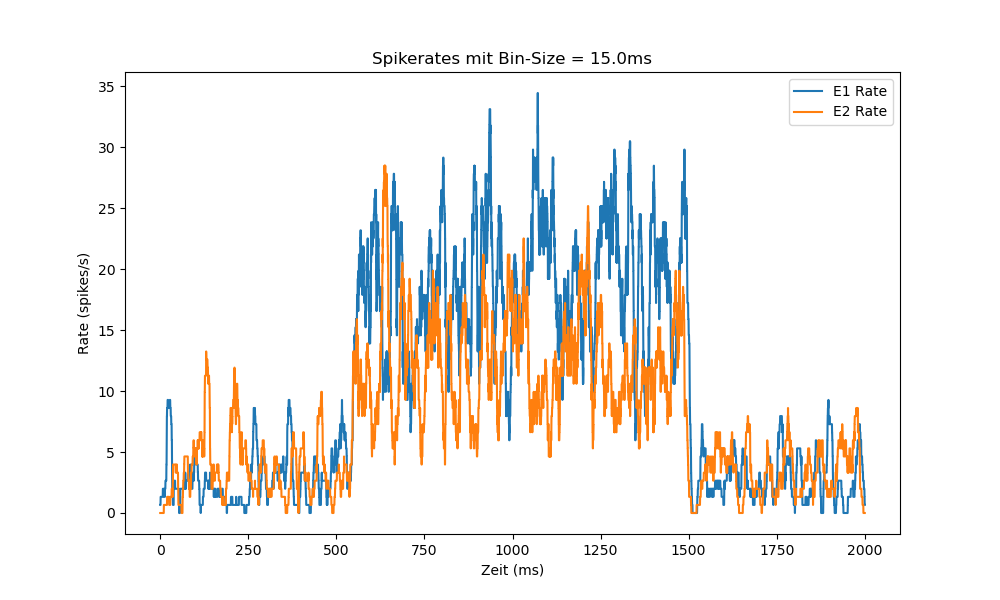 Spikerates mit Bin-Size = 15.0ms
E1 Rate
E2 Rate
35
30
25
20
15
10
5
0
Rate (spikes/s)
0 250 500 750 1000 1250 1500 1750 2000
Zeit (ms)